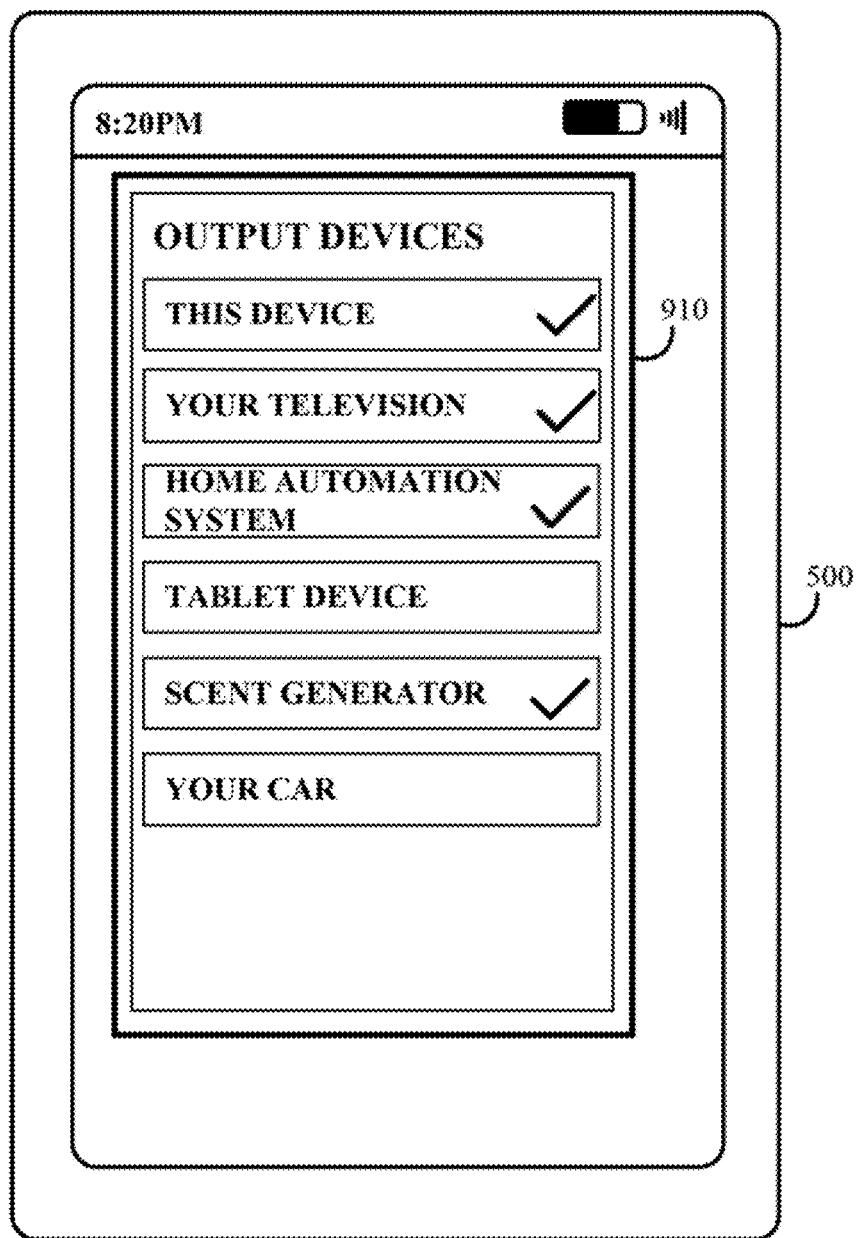 8:20PM
OUTPUT DEVICES
THIS DEVICE
910
YOUR TELEVISION
HOME AUTOMATION
SYSTEM
500
TABLET DEVICE
SCENT GENERATOR
YOUR CAR